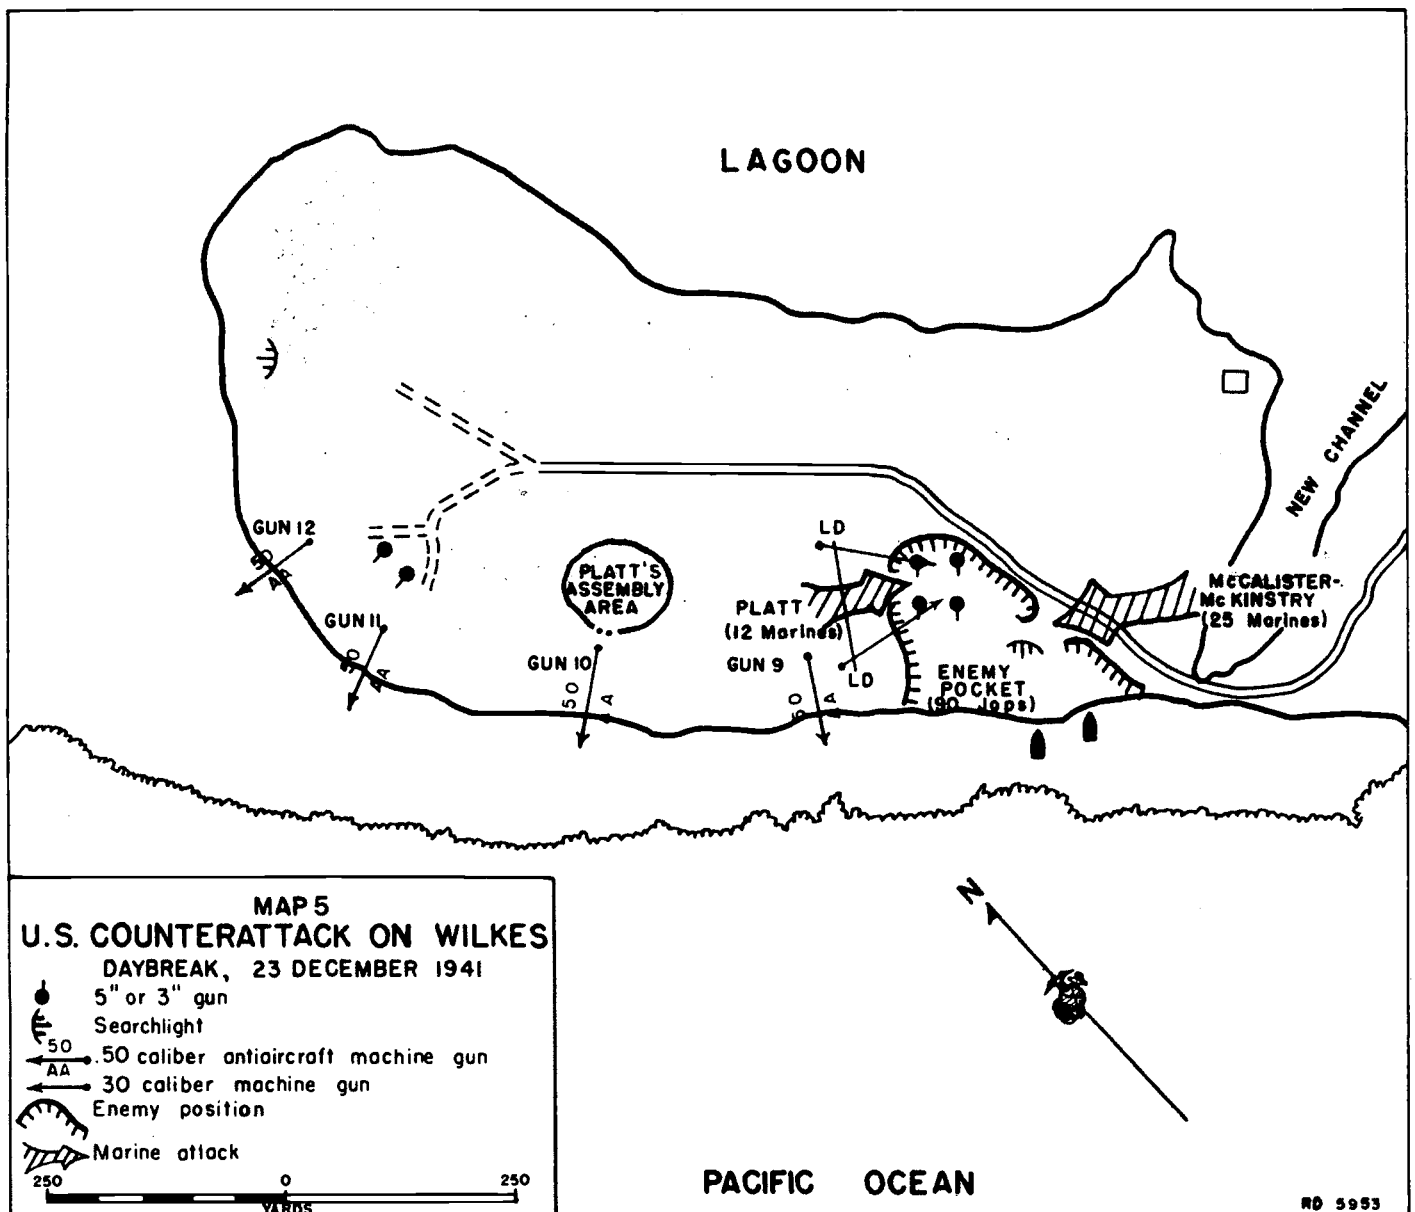 LAGOON
NEW CHANNEL
GUN 12
50
AA
GUN 11
50
AA
PLATT'S
ASSEMBLY
AREA
GUN 10
50
A
LD
PLATT
(12 Marines)
GUN 9
50
A
LD
ENEMY
POCKET
(90 Japs)
McCALISTER-
McKINSTRY
(25 Marines)
N
MAP 5
U.S. COUNTERATTACK ON WILKES
DAYBREAK, 23 DECEMBER 1941
5" or 3" gun
Searchlight
50
AA
.50 caliber antiaircraft machine gun
30 caliber machine gun
Enemy position
Marine attack
250 0 250
YARDS
PACIFIC OCEAN
RD 5953